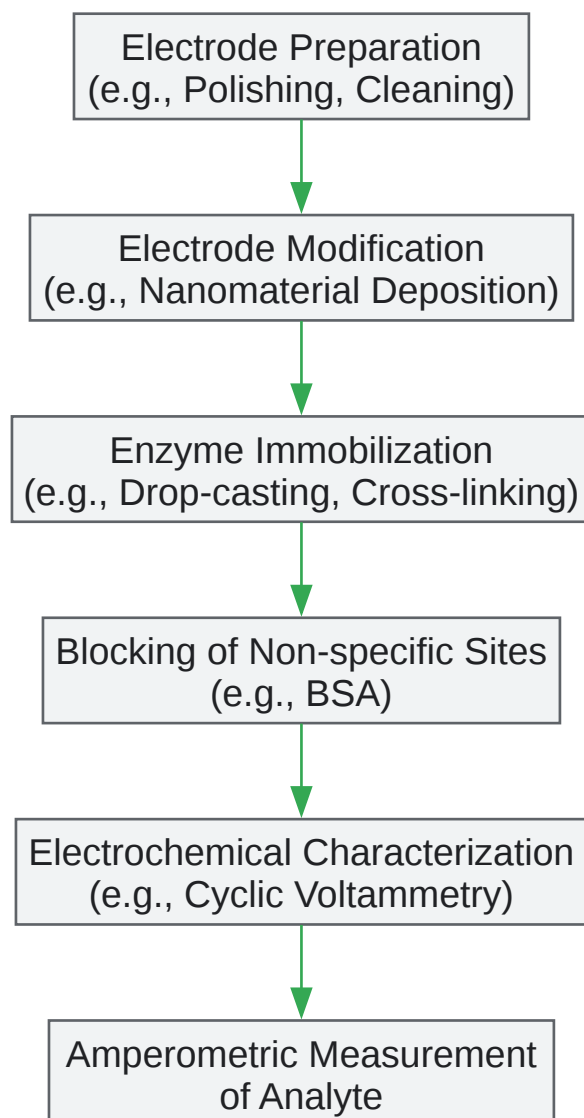 Electrode Preparation
(e.g., Polishing, Cleaning)
Electrode Modification
(e.g., Nanomaterial Deposition)
Enzyme Immobilization
(e.g., Drop-casting, Cross-linking)
Blocking of Non-specific Sites
(e.g., BSA)
Electrochemical Characterization
(e.g., Cyclic Voltammetry)
Amperometric Measurement
of Analyte